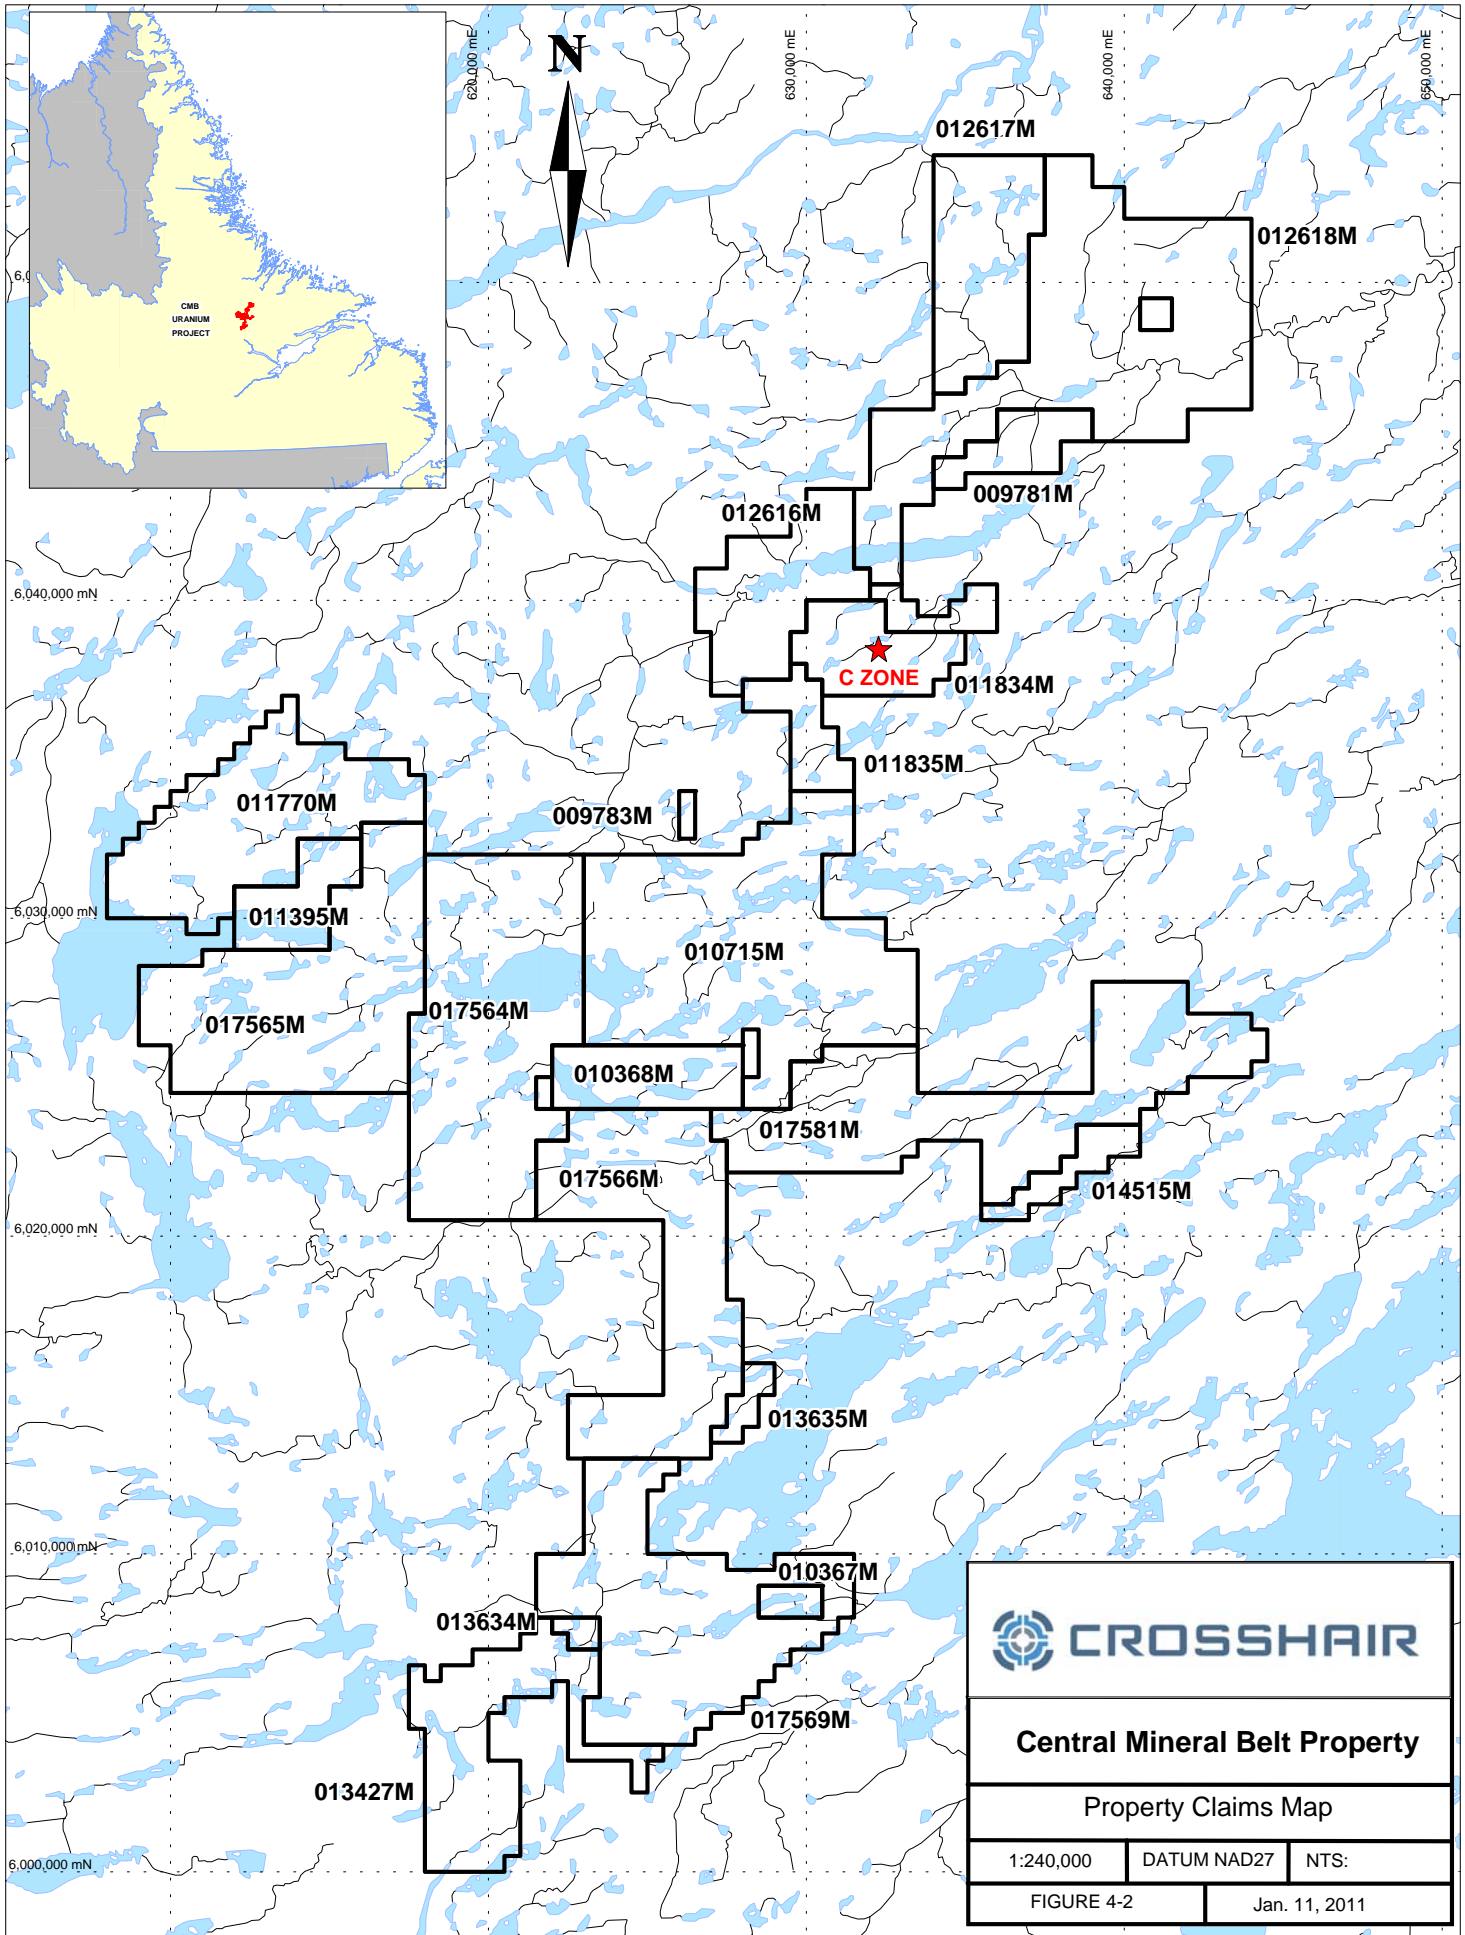 N
620,000 mE
630,000 mE
640,000 mE
650,000 mE
012617M
012618M
6,0
CMB
URANIUM
PROJECT
009781M
012616M
6,040,000 mN
C ZONE
011834M
011835M
011770M
009783M
6,030,000 mN
011395M
010715M
017564M
017565M
010368M
017581M
017566M
014515M
6,020,000 mN
013635M
6,010,000 mN
010367M
013634M
017569M
013427M
6,000,000 mN
CROSSHAIR
Central Mineral Belt Property
Property Claims Map
1:240,000 DATUM NAD27 NTS:
FIGURE 4-2 Jan. 11, 2011